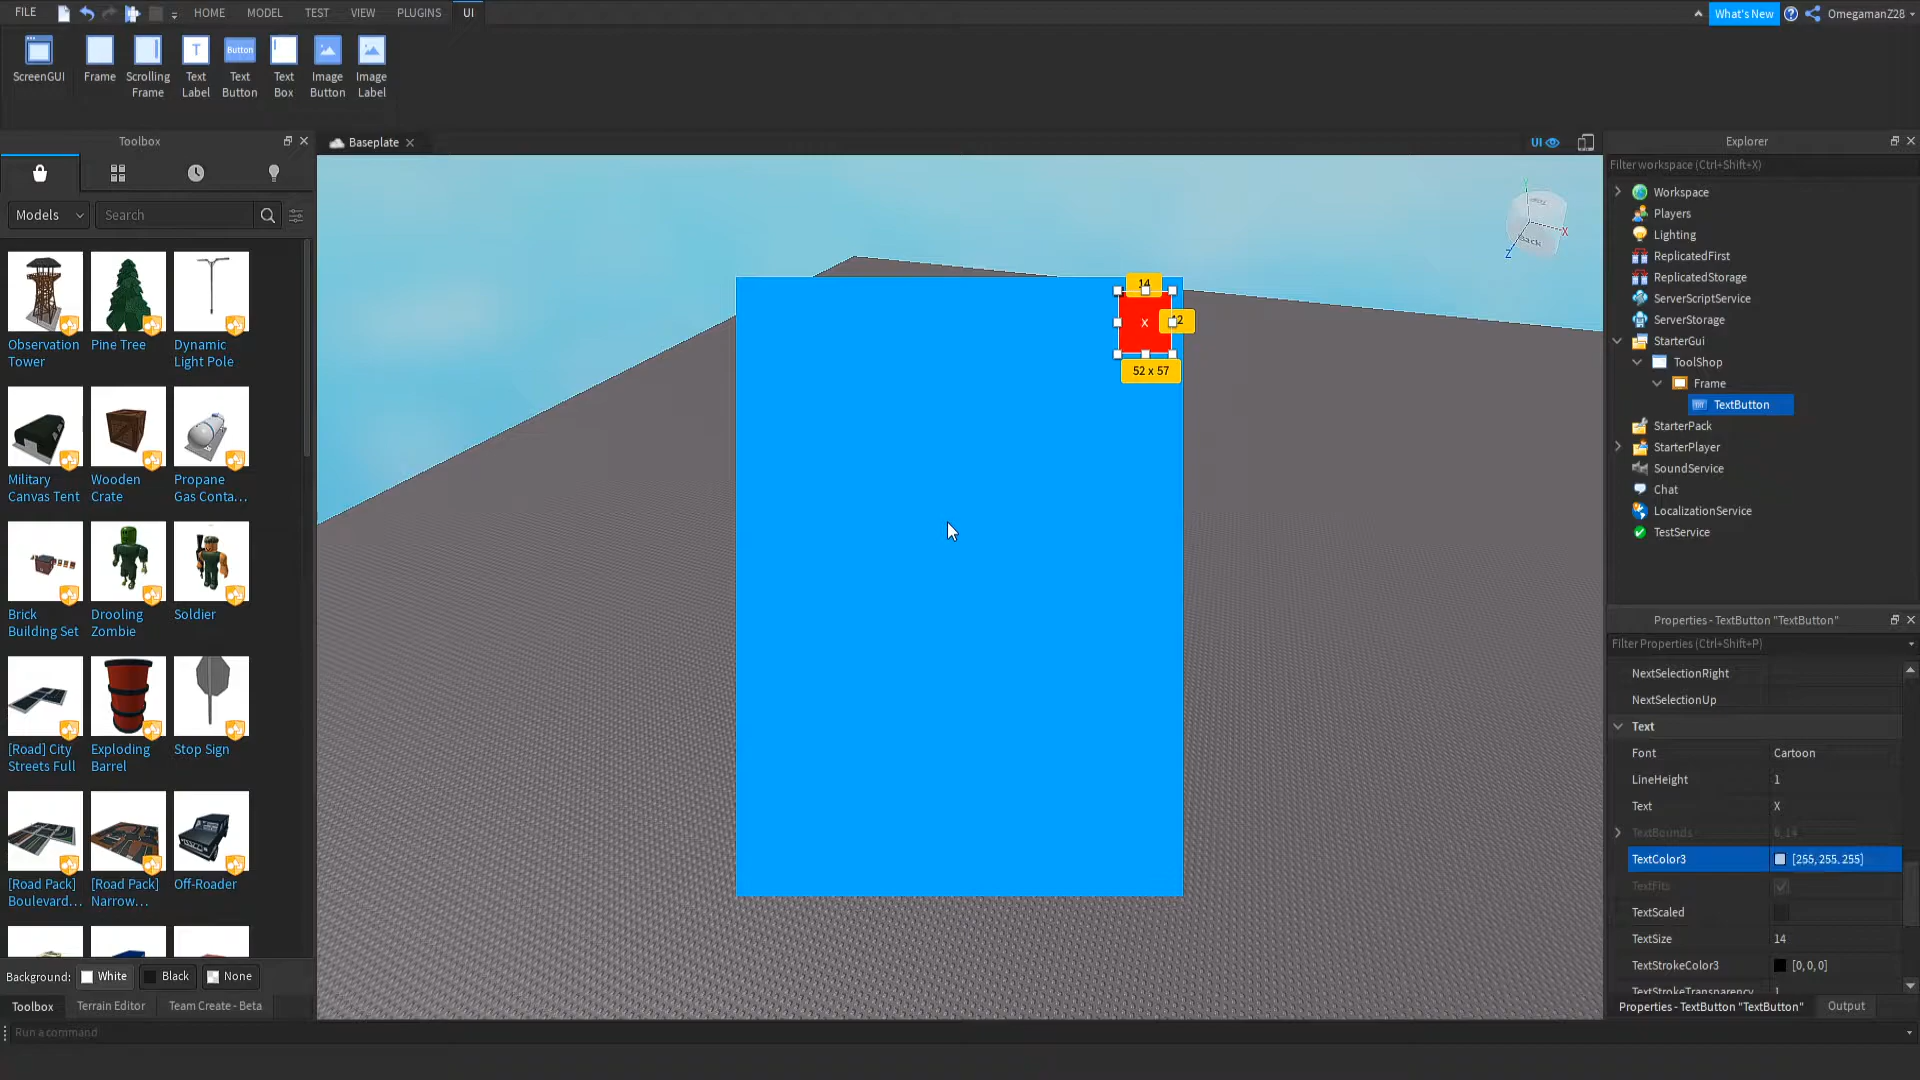 FILE HOME MODEL TEST VIEW PLUGINS UI What's New OmegamanZ28
ScreenGUI Frame Scrolling Frame Text Label Button Text Button Text Box Image Button Image Label
Toolbox
Models Search
Observation Tower
Pine Tree
Dynamic Light Pole
Military Canvas Tent
Wooden Crate
Propane Gas Conta...
Brick Building Set
Drooling Zombie
Soldier
[Road] City Streets Full
Exploding Barrel
Stop Sign
[Road Pack] Boulevard...
[Road Pack] Narrow...
Off-Roader
Background: White Black None
Toolbox Terrain Editor Team Create - Beta
Run a command
Baseplate UI
Back
X
Y
Z
14
X
52 x 57
Explorer
Filter workspace (Ctrl+Shift+X)
Workspace
Players
Lighting
ReplicatedFirst
ReplicatedStorage
ServerScriptService
ServerStorage
StarterGui
ToolShop
Frame
TextButton
StarterPack
StarterPlayer
SoundService
Chat
LocalizationService
TestService
Properties - TextButton "TextButton"
Filter Properties (Ctrl+Shift+P)
NextSelectionRight
NextSelectionUp
Text
Font Cartoon
LineHeight 1
Text X
TextBounds
TextColor3 [255, 255, 255]
TextFits
TextScaled
TextSize 14
TextStrokeColor3 [0, 0, 0]
TextStrokeTransparency 1
Properties - TextButton "TextButton" Output